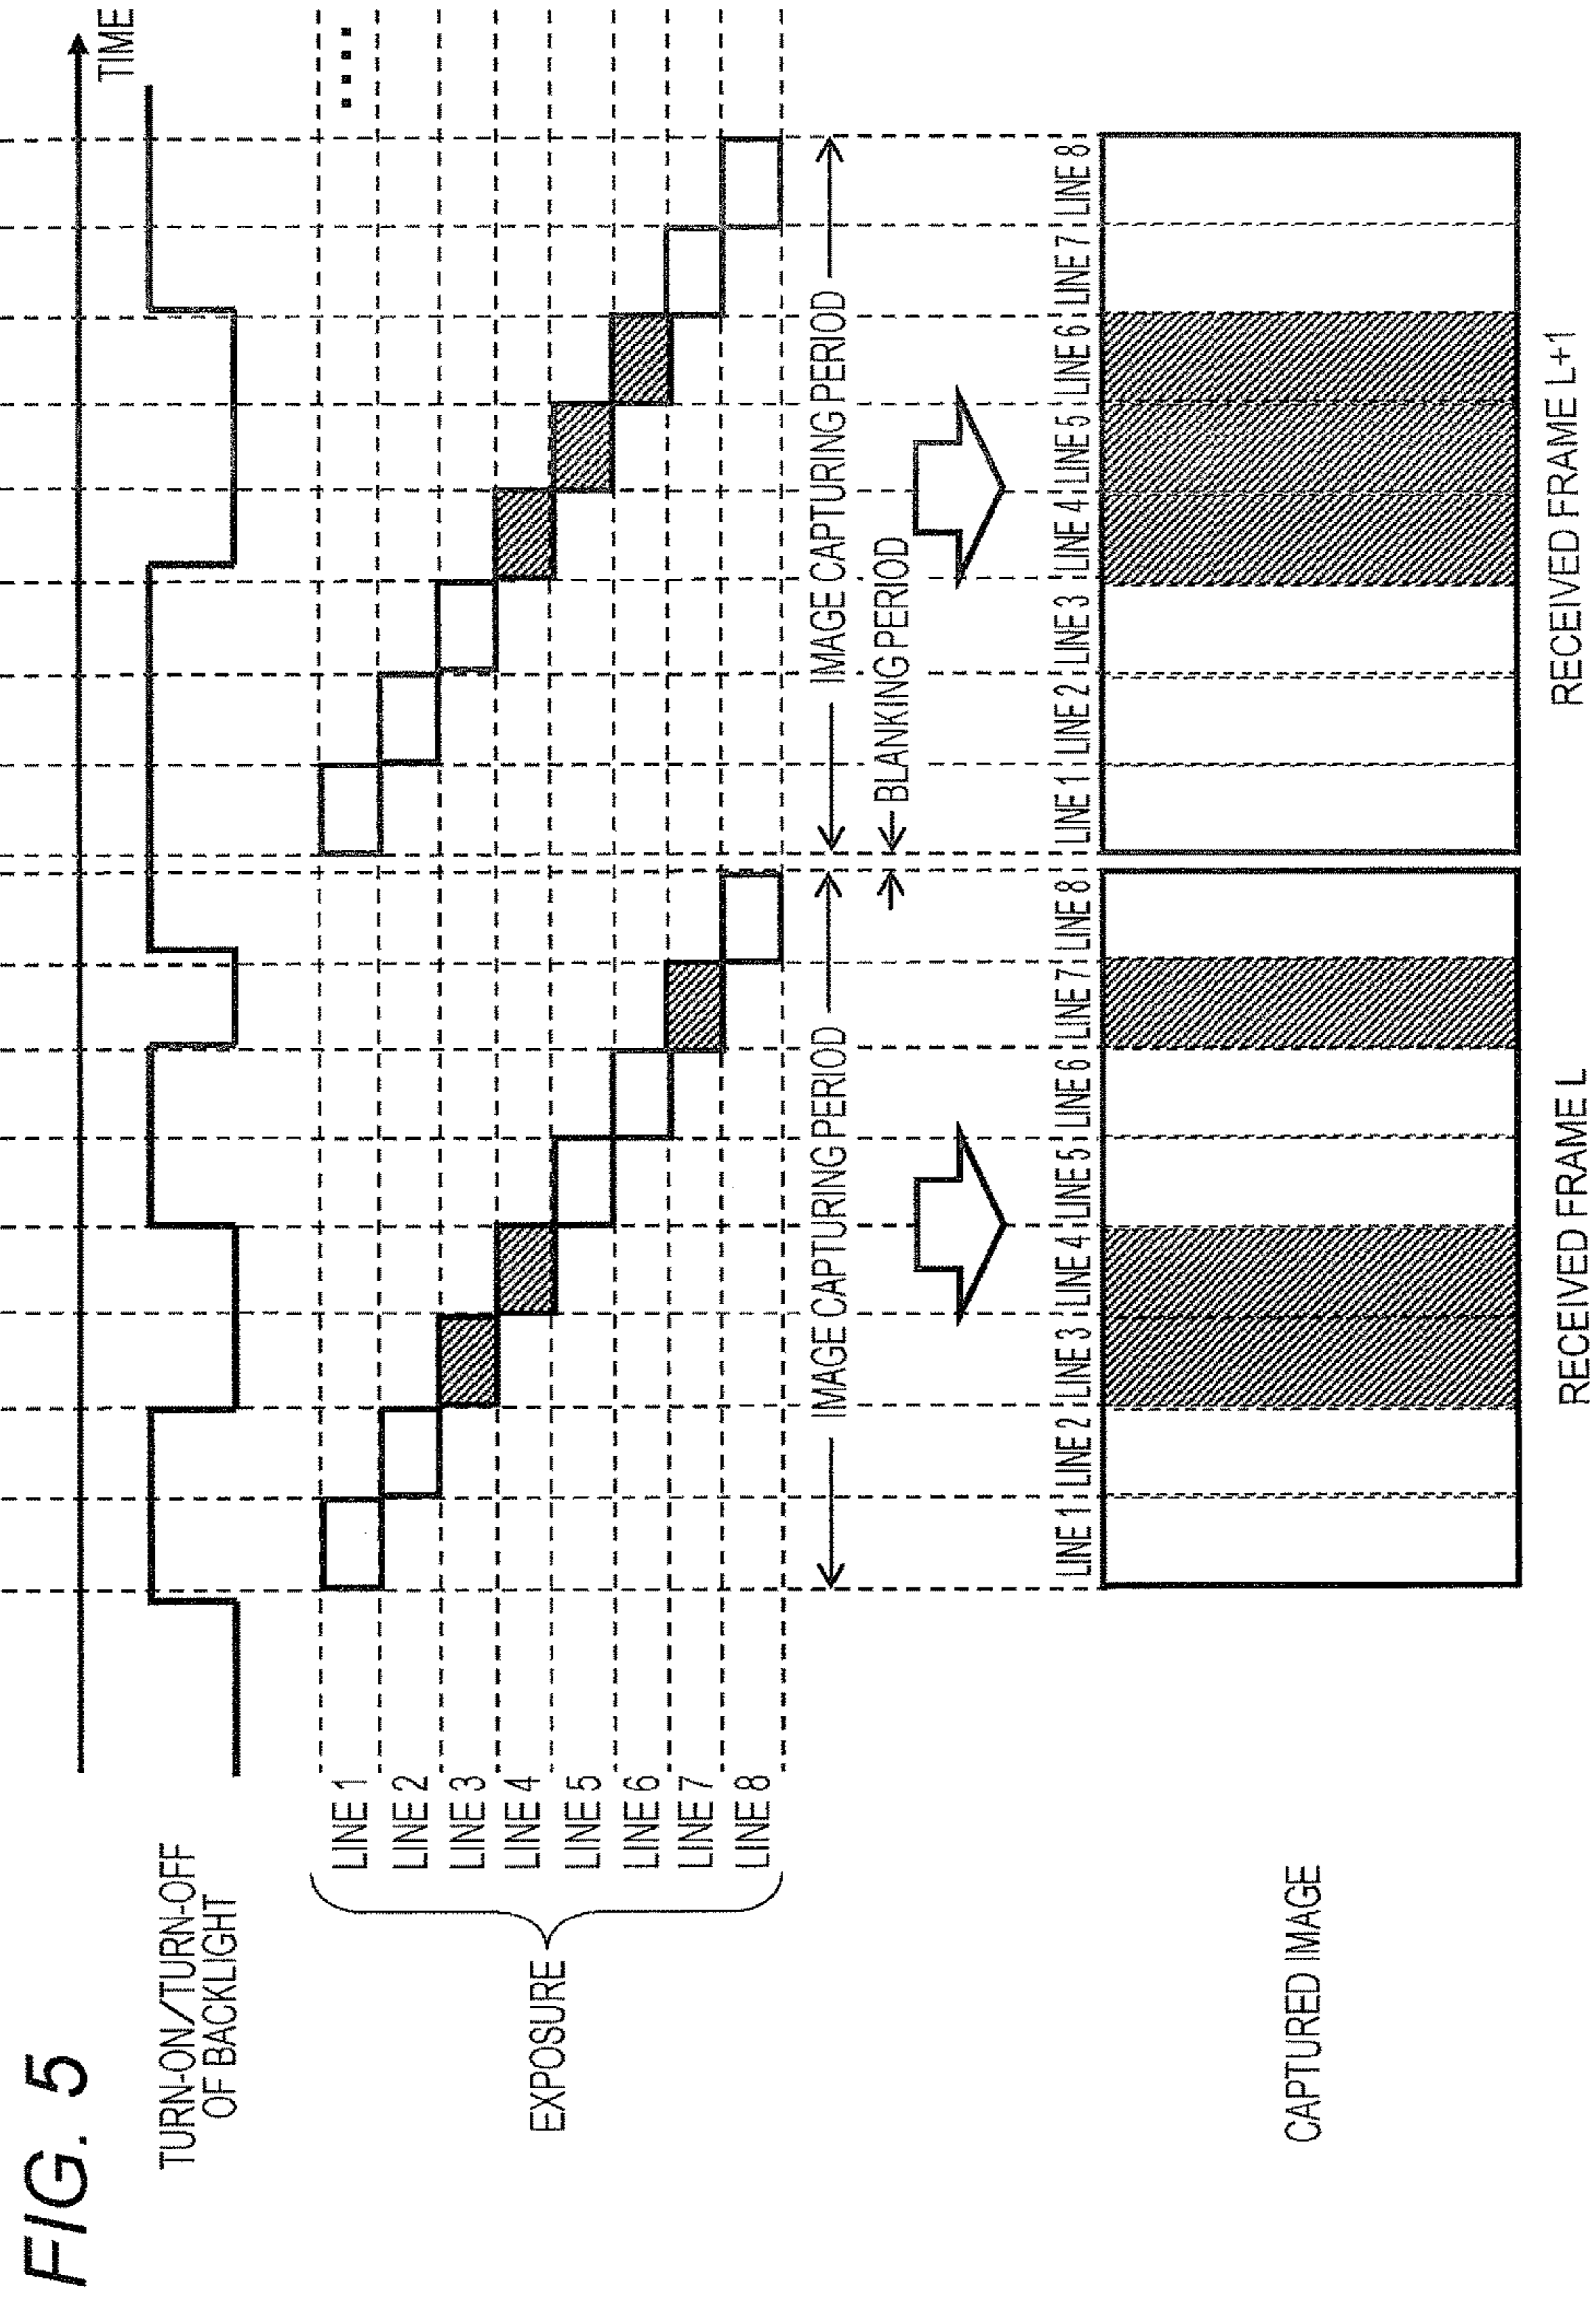 FIG. 5
TIME
TURN-ON/TURN-OFF
OF BACKLIGHT
EXPOSURE
LINE 1
LINE 2
LINE 3
LINE 4
LINE 5
LINE 6
LINE 7
LINE 8
IMAGE CAPTURING PERIOD
IMAGE CAPTURING PERIOD
BLANKING PERIOD
CAPTURED IMAGE
LINE 1 LINE 2 LINE 3 LINE 4 LINE 5 LINE 6 LINE 7 LINE 8
LINE 1 LINE 2 LINE 3 LINE 4 LINE 5 LINE 6 LINE 7 LINE 8
RECEIVED FRAME L
RECEIVED FRAME L+1